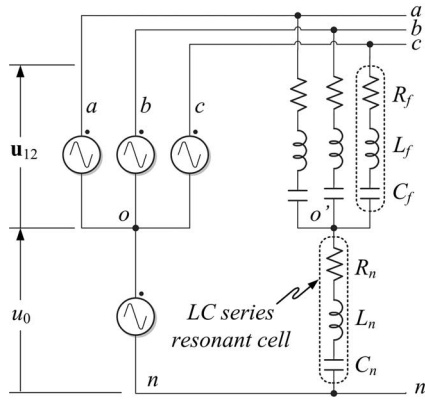 a
b
c
a
b
c
u12
Rf
Lf
Cf
o
o'
Rn
u0
LC series
resonant cell
Ln
Cn
n
n